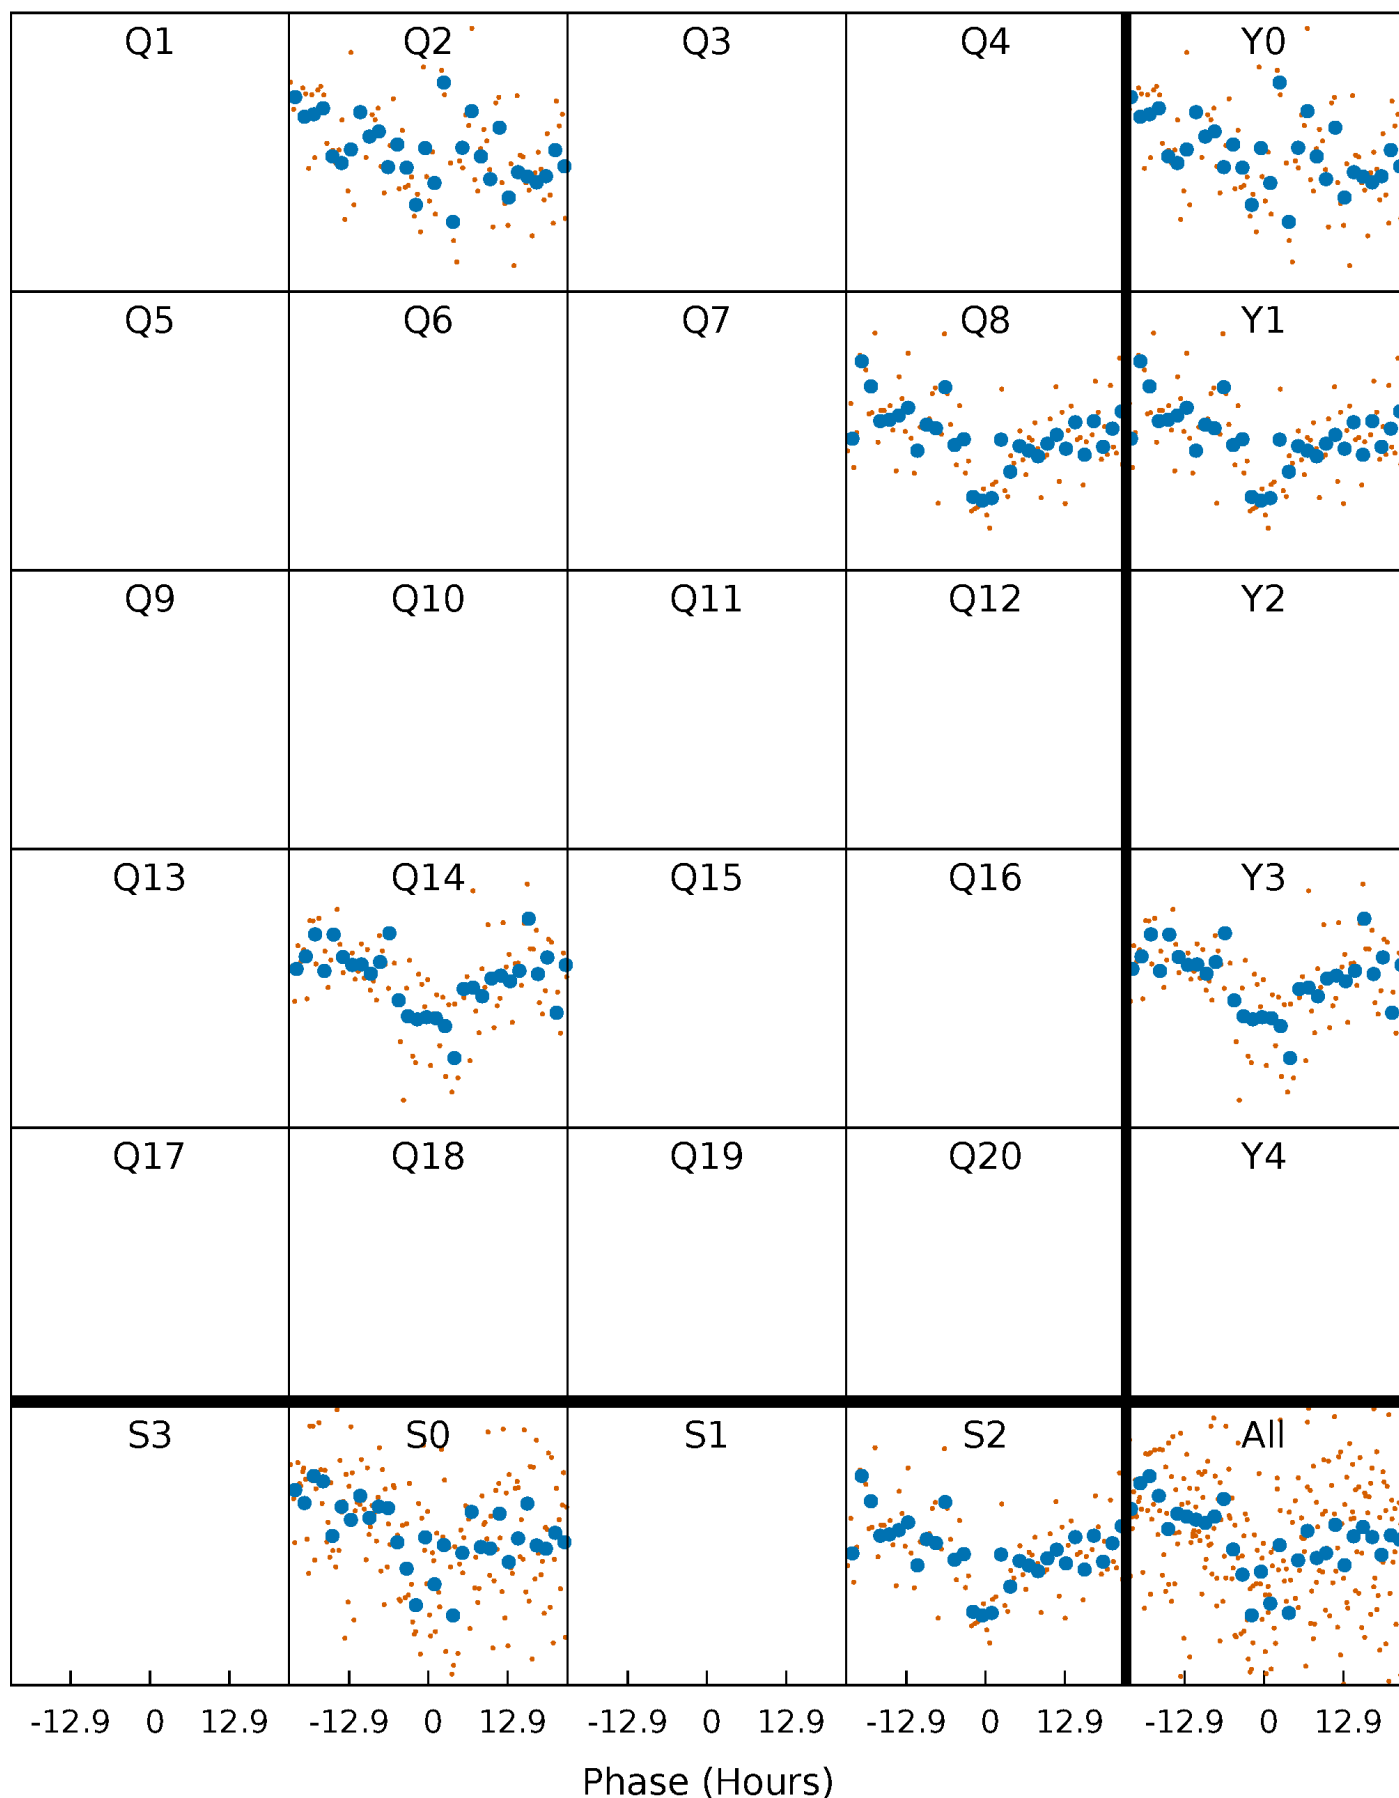 Q1 Q2 Q3 Q4 Y0
Q5 Q6 Q7 Q8 Y1
Q9 Q10 Q11 Q12 Y2
Q13 Q14 Q15 Q16 Y3
Q17 Q18 Q19 Q20 Y4
S3 S0 S1 S2 All
-12.9 0 12.9 -12.9 0 12.9 -12.9 0 12.9 -12.9 0 12.9 -12.9 0 12.9
Phase (Hours)